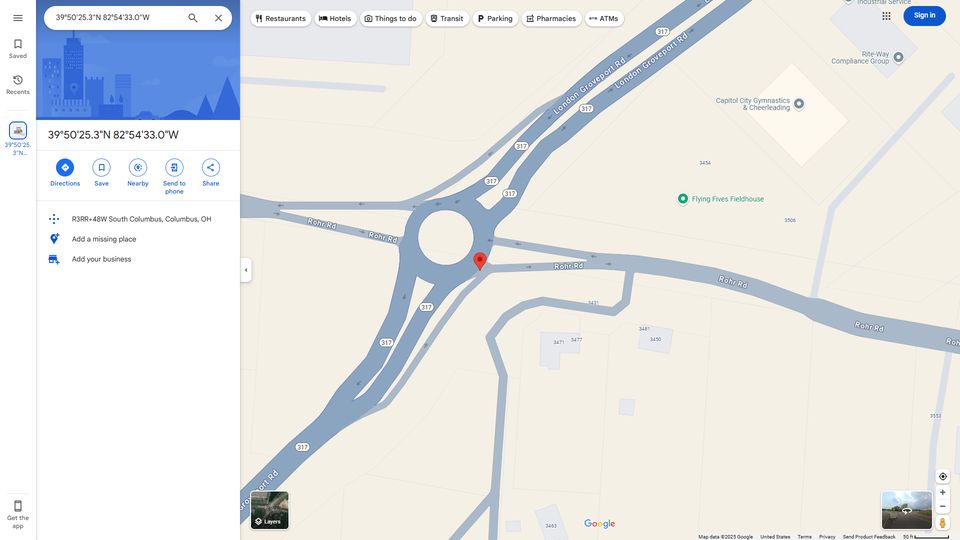 39°50'25.3"N 82°54'33.0"W
Restaurants
Hotels
Things to do
Transit
Parking
Pharmacies
ATMs
Sign in
Saved
Recents
39°50'25.
3"N...
39°50'25.3"N 82°54'33.0"W
Directions
Save
Nearby
Send to
phone
Share
R3RR+48W South Columbus, Columbus, OH
Add a missing place
Add your business
Get the
app
Industrial Service
Rite-Way
Compliance Group
317
London Groveport Rd
London Groveport Rd
317
Capitol City Gymnastics
& Cheerleading
317
3454
317
317
Flying Fives Fieldhouse
3506
Rohr Rd
Rohr Rd
Rohr Rd
Rohr Rd
Rohr Rd
317
3431
3481
3450
3471
3477
317
3553
317
3463
Layers
Google
Map data ©2025 Google
United States
Terms
Privacy
Send Product Feedback
50 ft